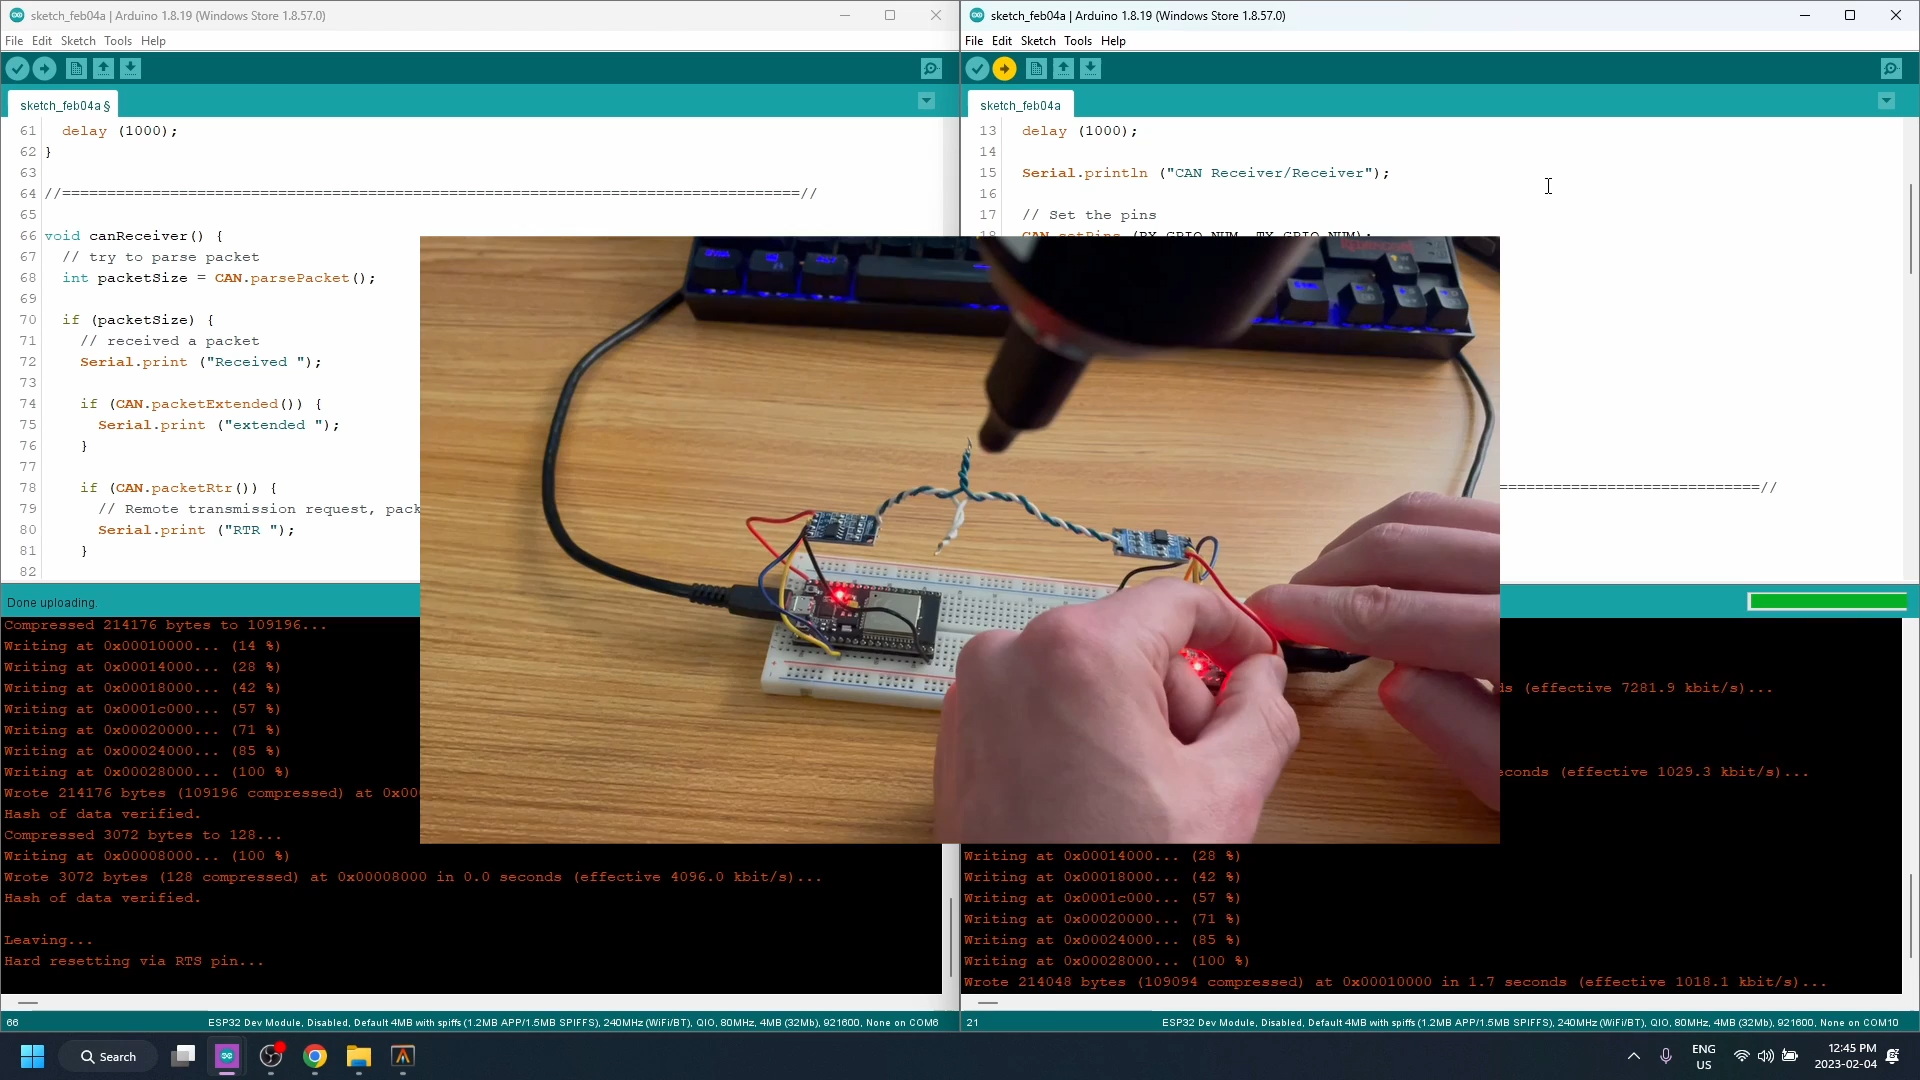 sketch_feb04a | Arduino 1.8.19 (Windows Store 1.8.57.0)
File Edit Sketch Tools Help
sketch_feb04a §
61 delay (1000);
62 }
63
64 //==================================================================================//
65
66 void canReceiver() {
67 // try to parse packet
68 int packetSize = CAN.parsePacket();
69
70 if (packetSize) {
71 // received a packet
72 Serial.print ("Received ");
73
74 if (CAN.packetExtended()) {
75 Serial.print ("extended ");
76 }
77
78 if (CAN.packetRtr()) {
79 // Remote transmission request, pack
80 Serial.print ("RTR ");
81 }
82
Done uploading.
Compressed 214176 bytes to 109196...
Writing at 0x00010000... (14 %)
Writing at 0x00014000... (28 %)
Writing at 0x00018000... (42 %)
Writing at 0x0001c000... (57 %)
Writing at 0x00020000... (71 %)
Writing at 0x00024000... (85 %)
Writing at 0x00028000... (100 %)
Wrote 214176 bytes (109196 compressed) at 0x00
Hash of data verified.
Compressed 3072 bytes to 128...
Writing at 0x00008000... (100 %)
Wrote 3072 bytes (128 compressed) at 0x00008000 in 0.0 seconds (effective 4096.0 kbit/s)...
Hash of data verified.
Leaving...
Hard resetting via RTS pin...
66 ESP32 Dev Module, Disabled, Default 4MB with spiffs (1.2MB APP/1.5MB SPIFFS), 240MHz (WiFi/BT), QIO, 80MHz, 4MB (32Mb), 921600, None on COM6
sketch_feb04a | Arduino 1.8.19 (Windows Store 1.8.57.0)
File Edit Sketch Tools Help
sketch_feb04a
13 delay (1000);
14
15 Serial.println ("CAN Receiver/Receiver");
16
17 // Set the pins
18 CAN.setPins (RX_GPIO_NUM, TX_GPIO_NUM);
=============================//
ds (effective 7281.9 kbit/s)...
econds (effective 1029.3 kbit/s)...
Writing at 0x00014000... (28 %)
Writing at 0x00018000... (42 %)
Writing at 0x0001c000... (57 %)
Writing at 0x00020000... (71 %)
Writing at 0x00024000... (85 %)
Writing at 0x00028000... (100 %)
Wrote 214048 bytes (109094 compressed) at 0x00010000 in 1.7 seconds (effective 1018.1 kbit/s)...
21 ESP32 Dev Module, Disabled, Default 4MB with spiffs (1.2MB APP/1.5MB SPIFFS), 240MHz (WiFi/BT), QIO, 80MHz, 4MB (32Mb), 921600, None on COM10
Search
ENG
US
12:45 PM
2023-02-04